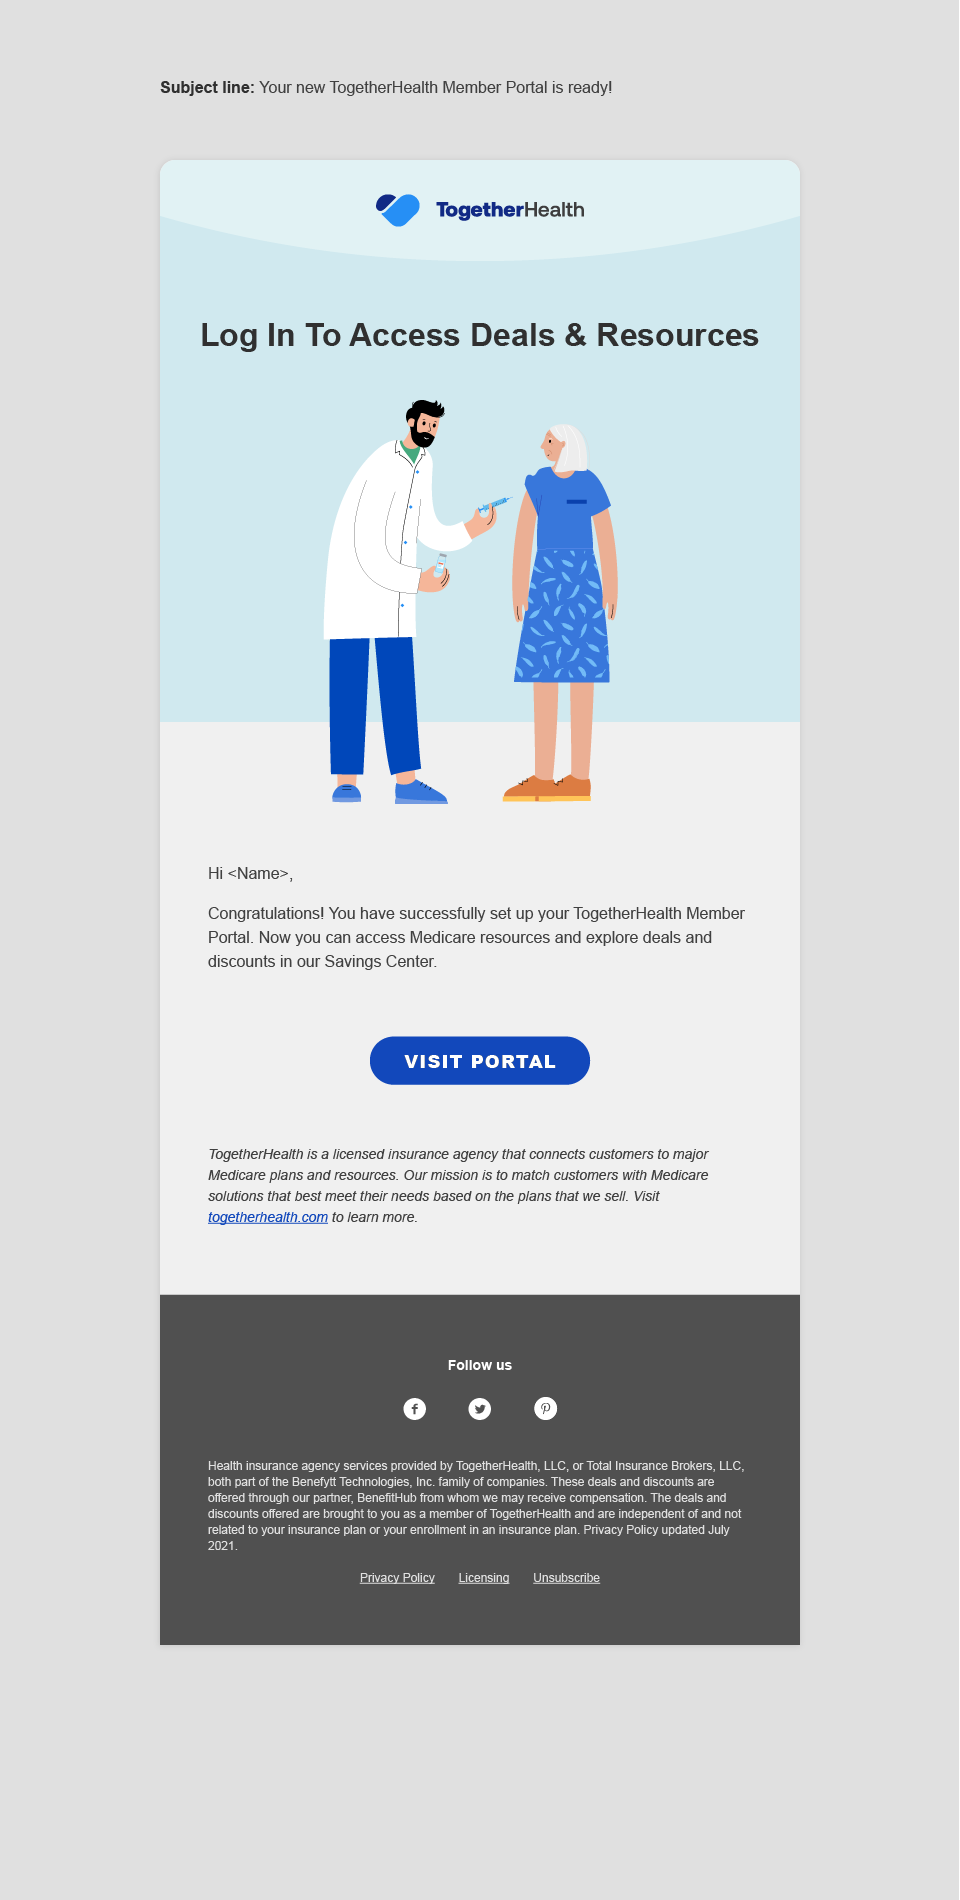 Subject line: Your new TogetherHealth Member Portal is ready!
TogetherHealth
Log In To Access Deals & Resources
Hi <Name>,
Congratulations! You have successfully set up your TogetherHealth Member
Portal. Now you can access Medicare resources and explore deals and
discounts in our Savings Center.
VISIT PORTAL
TogetherHealth is a licensed insurance agency that connects customers to major
Medicare plans and resources. Our mission is to match customers with Medicare
solutions that best meet their needs based on the plans that we sell. Visit
togetherhealth.com to learn more.
Follow us
Health insurance agency services provided by TogetherHealth, LLC, or Total Insurance Brokers, LLC,
both part of the Benefytt Technologies, Inc. family of companies. These deals and discounts are
offered through our partner, BenefitHub from whom we may receive compensation. The deals and
discounts offered are brought to you as a member of TogetherHealth and are independent of and not
related to your insurance plan or your enrollment in an insurance plan. Privacy Policy updated July
2021.
Privacy Policy Licensing Unsubscribe